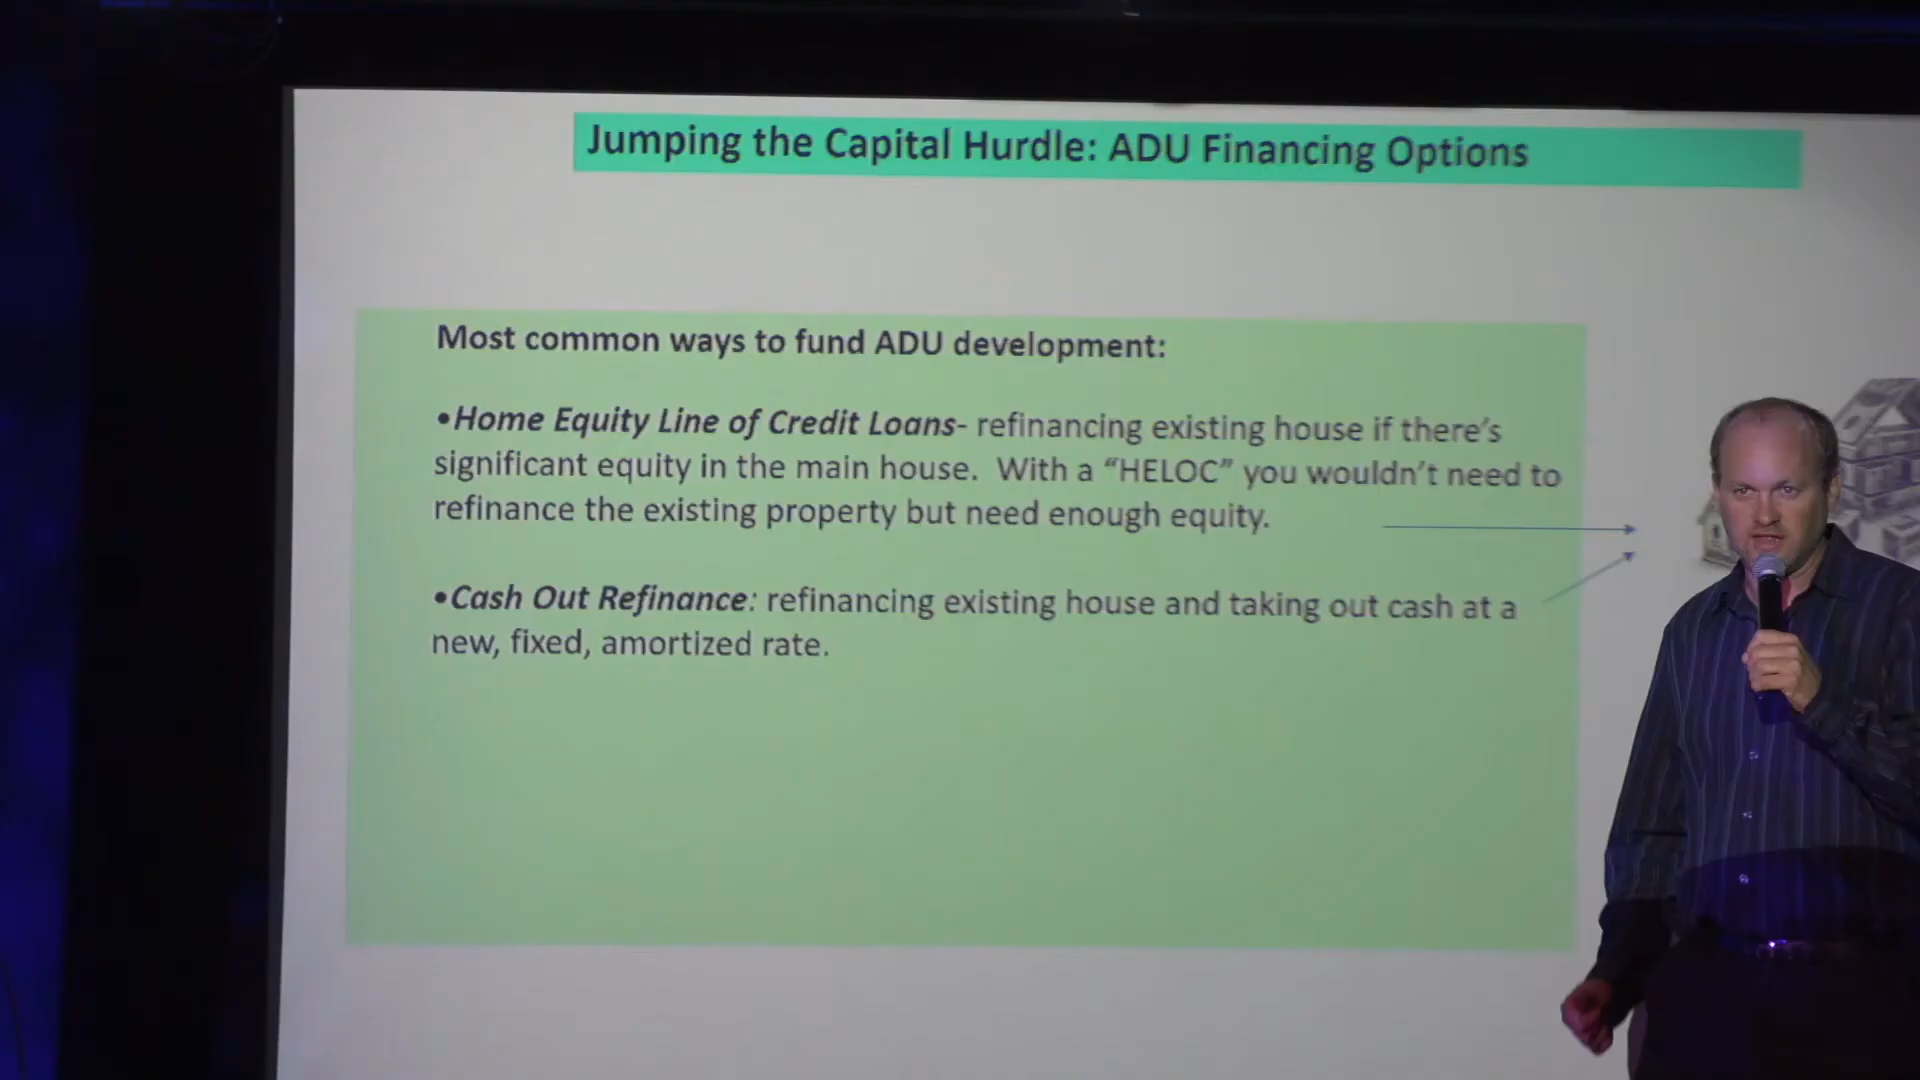 Jumping the Capital Hurdle: ADU Financing Options
Most common ways to fund ADU development:
•Home Equity Line of Credit Loans- refinancing existing house if there's
significant equity in the main house.  With a “HELOC” you wouldn't need to
refinance the existing property but need enough equity.
•Cash Out Refinance: refinancing existing house and taking out cash at a
new, fixed, amortized rate.